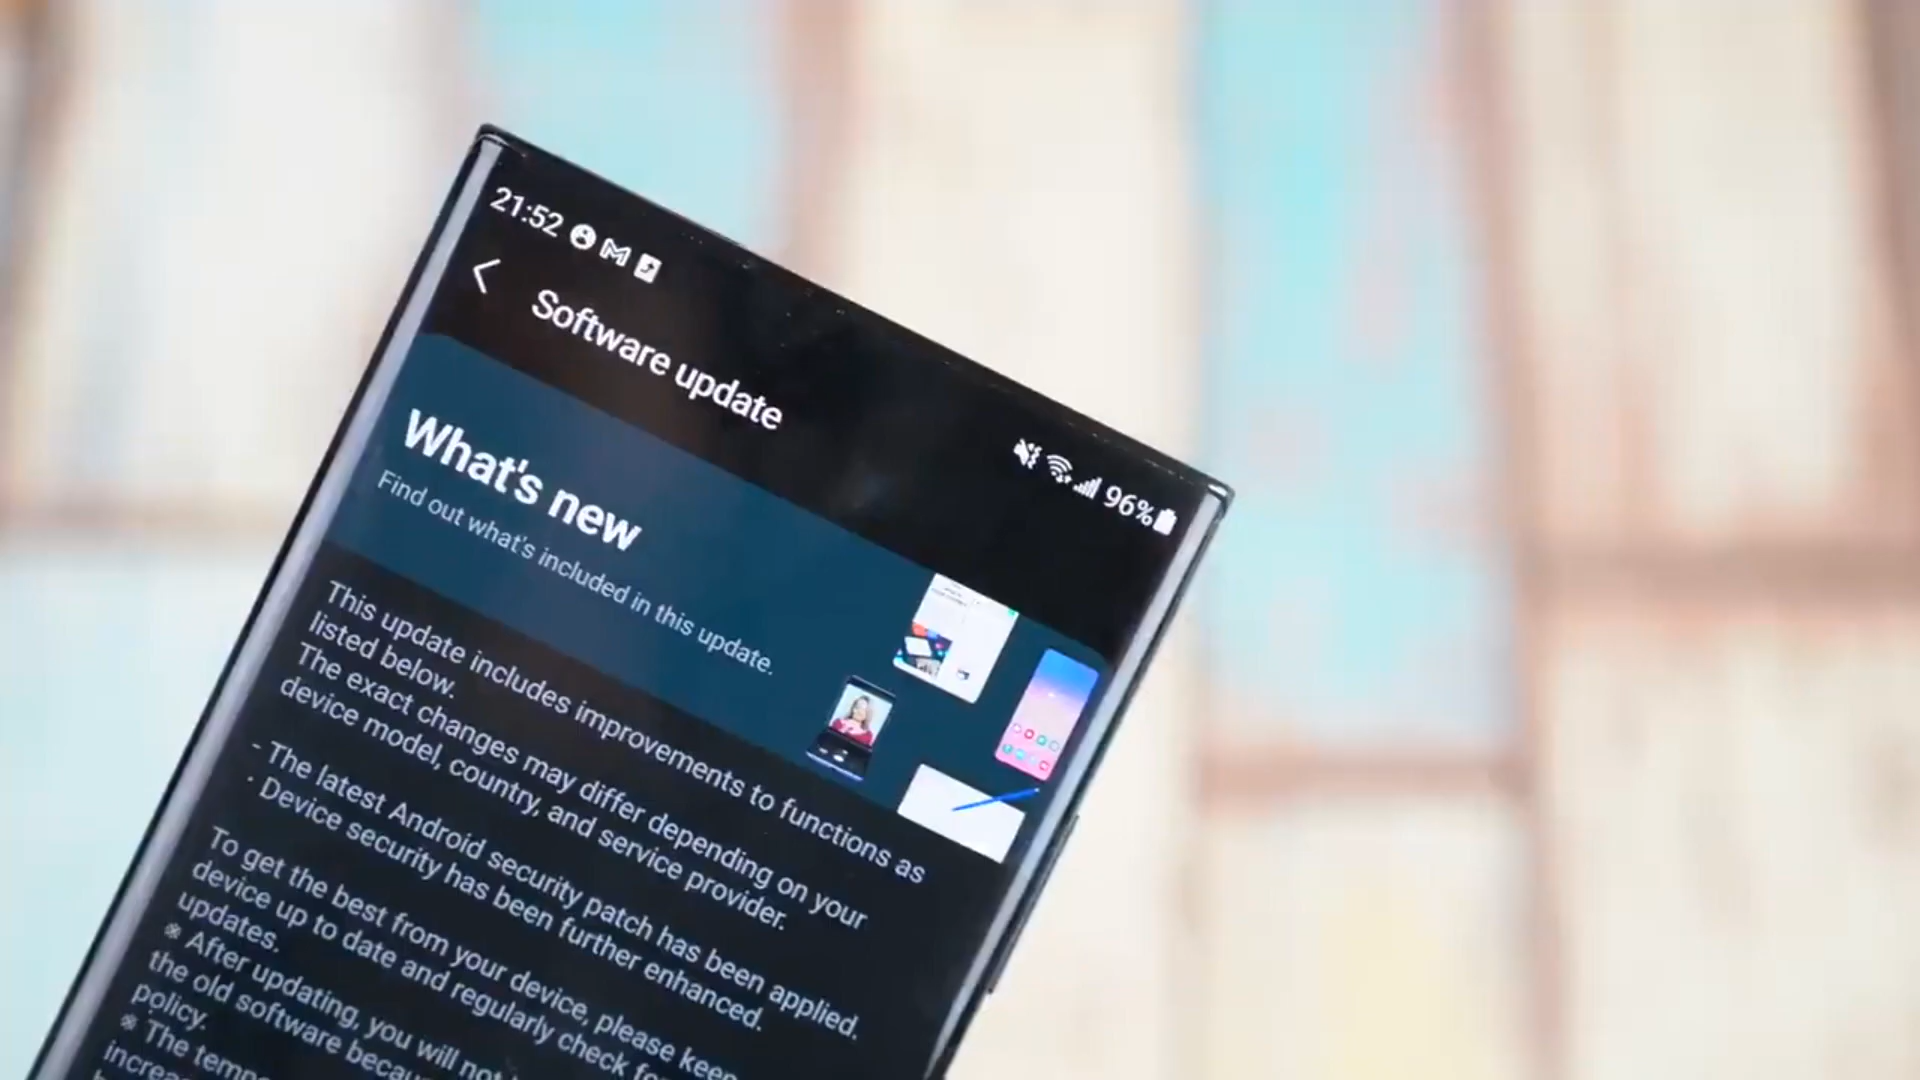 21:52
96%
Software update
What's new
Find out what's included in this update.
This update includes improvements to functions as
listed below.
The exact changes may differ depending on your
device model, country, and service provider.
- The latest Android security patch has been applied.
· Device security has been further enhanced.
To get the best from your device, please keep
device up to date and regularly check for
updates.
※ After updating, you will not
the old software because
policy.
※ The